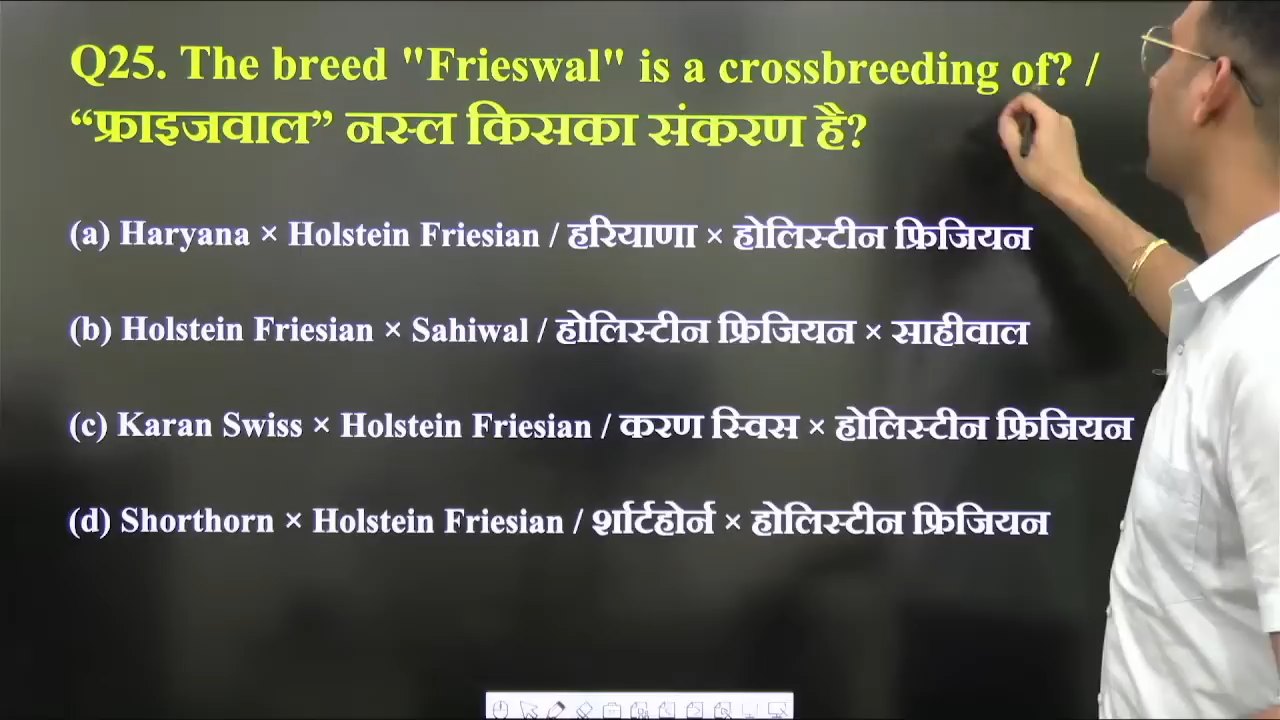 Q25. The breed "Frieswal" is a crossbreeding of? /
“फ्राइजवाल” नस्ल किसका संकरण है?
(a) Haryana × Holstein Friesian / हरियाणा × होलिस्टीन फ्रिजियन
(b) Holstein Friesian × Sahiwal / होलिस्टीन फ्रिजियन × साहीवाल
(c) Karan Swiss × Holstein Friesian / करण स्विस × होलिस्टीन फ्रिजियन
(d) Shorthorn × Holstein Friesian / शॉर्टहोर्न × होलिस्टीन फ्रिजियन